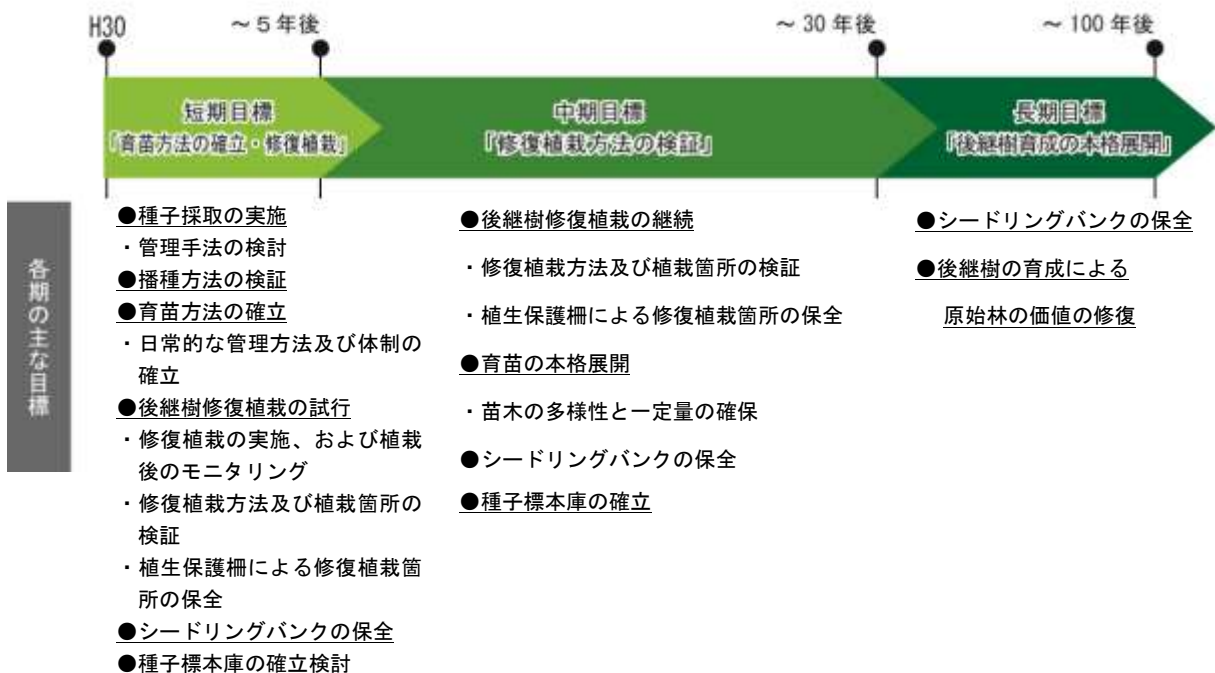 H30
～5年後
～30年後
～100年後
短期目標
「育苗方法の確立・修復植栽」
中期目標
「修復植栽方法の検証」
長期目標
「後継樹育成の本格展開」
各期の主な目標
●種子採取の実施
・管理手法の検討
●播種方法の検証
●育苗方法の確立
・日常的な管理方法及び体制の
確立
●後継樹修復植栽の試行
・修復植栽の実施、および植栽
後のモニタリング
・修復植栽方法及び植栽箇所の
検証
・植生保護柵による修復植栽箇
所の保全
●シードリングバンクの保全
●種子標本庫の確立検討
●後継樹修復植栽の継続
・修復植栽方法及び植栽箇所の検証
・植生保護柵による修復植栽箇所の保全
●育苗の本格展開
・苗木の多様性と一定量の確保
●シードリングバンクの保全
●種子標本庫の確立
●シードリングバンクの保全
●後継樹の育成による
原始林の価値の修復